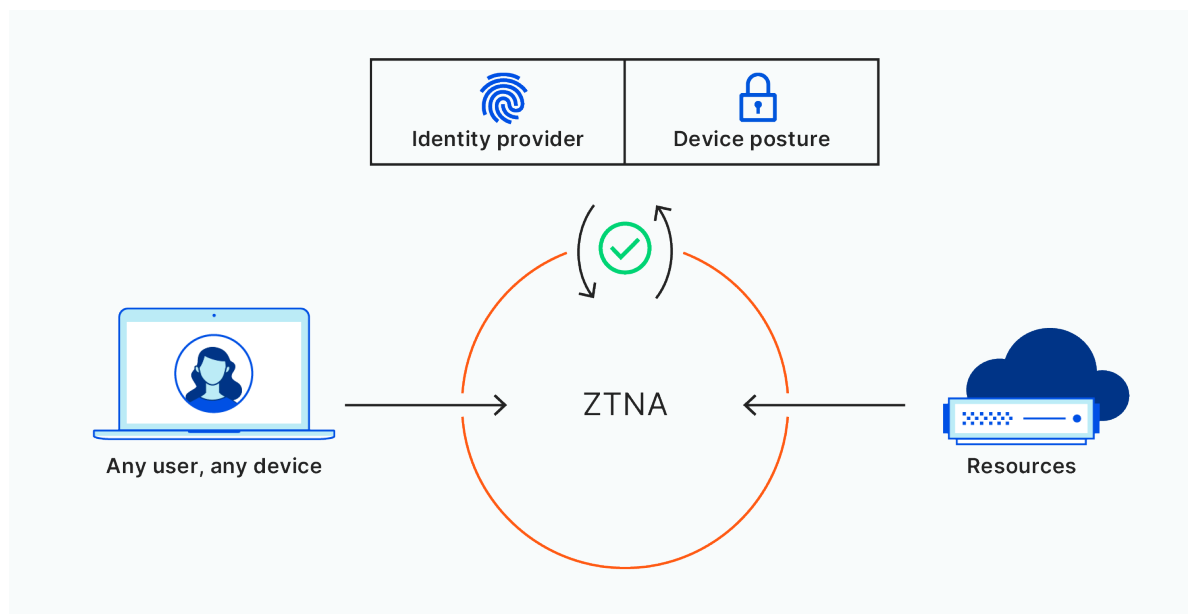 Identity provider
Device posture
ZTNA
Any user, any device
Resources